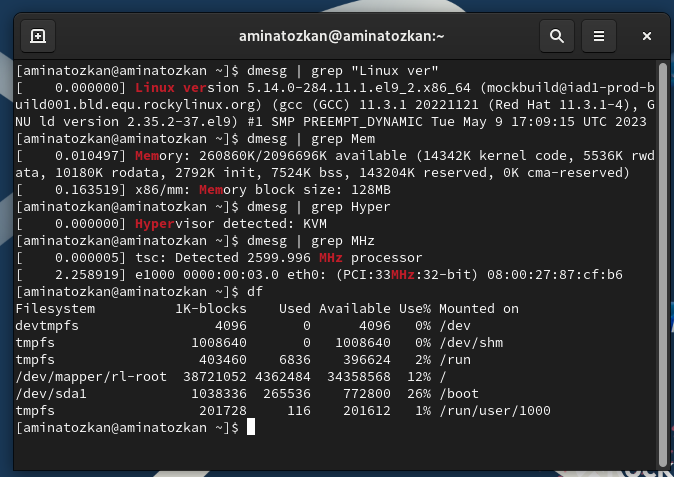 aminatozkan@aminatozkan:~
[aminatozkan@aminatozkan ~]$ dmesg | grep "Linux ver"
[    0.000000] Linux version 5.14.0-284.11.1.el9_2.x86_64 (mockbuild@iad1-prod-b
uild001.bld.equ.rockylinux.org) (gcc (GCC) 11.3.1 20221121 (Red Hat 11.3.1-4), G
NU ld version 2.35.2-37.el9) #1 SMP PREEMPT_DYNAMIC Tue May 9 17:09:15 UTC 2023
[aminatozkan@aminatozkan ~]$ dmesg | grep Mem
[    0.010497] Memory: 260860K/2096696K available (14342K kernel code, 5536K rwd
ata, 10180K rodata, 2792K init, 7524K bss, 143204K reserved, 0K cma-reserved)
[    0.163519] x86/mm: Memory block size: 128MB
[aminatozkan@aminatozkan ~]$ dmesg | grep Hyper
[    0.000000] Hypervisor detected: KVM
[aminatozkan@aminatozkan ~]$ dmesg | grep MHz
[    0.000005] tsc: Detected 2599.996 MHz processor
[    2.258919] e1000 0000:00:03.0 eth0: (PCI:33MHz:32-bit) 08:00:27:87:cf:b6
[aminatozkan@aminatozkan ~]$ df
Filesystem          1K-blocks    Used Available Use% Mounted on
devtmpfs                 4096       0      4096   0% /dev
tmpfs                 1008640       0   1008640   0% /dev/shm
tmpfs                  403460    6836    396624   2% /run
/dev/mapper/rl-root  38721052 4362484  34358568  12% /
/dev/sda1             1038336  265536    772800  26% /boot
tmpfs                  201728     116    201612   1% /run/user/1000
[aminatozkan@aminatozkan ~]$